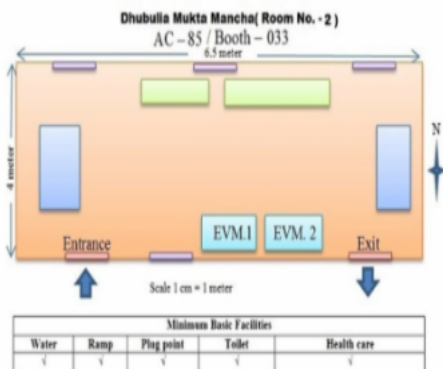 Dhubulia Mukta Mancha( Room No. - 2 )
AC – 85 / Booth – 033
6.5 meter
4 meter
N
EVM.1
EVM. 2
Entrance
Exit
Scale 1 cm = 1 meter
Minimum Basic Facilities
Water Ramp Plug point Toilet Health care
√ √ √ √ √